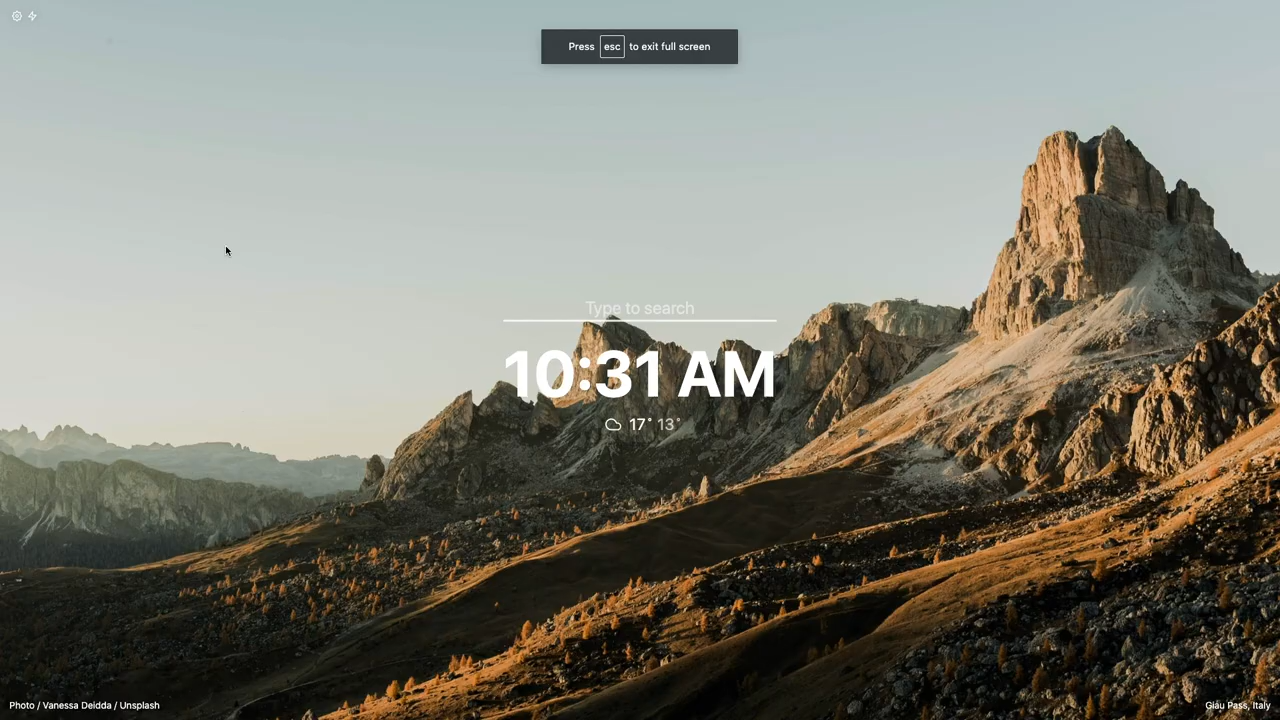 Press esc to exit full screen
Type to search
10:31 AM
17° 13°
Photo / Vanessa Deidda / Unsplash
Giau Pass, Italy